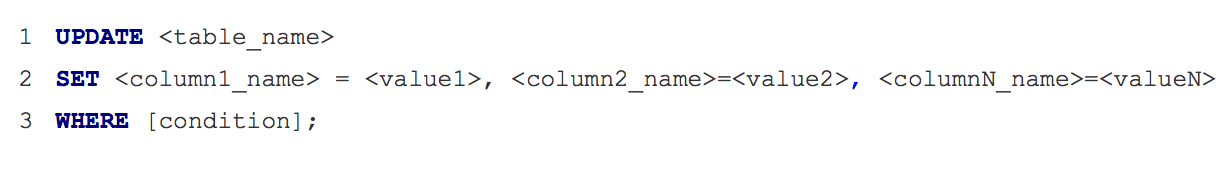 1 UPDATE <table_name>
2 SET <column1_name> = <value1>, <column2_name>=<value2>, <columnN_name>=<valueN>
3 WHERE [condition];